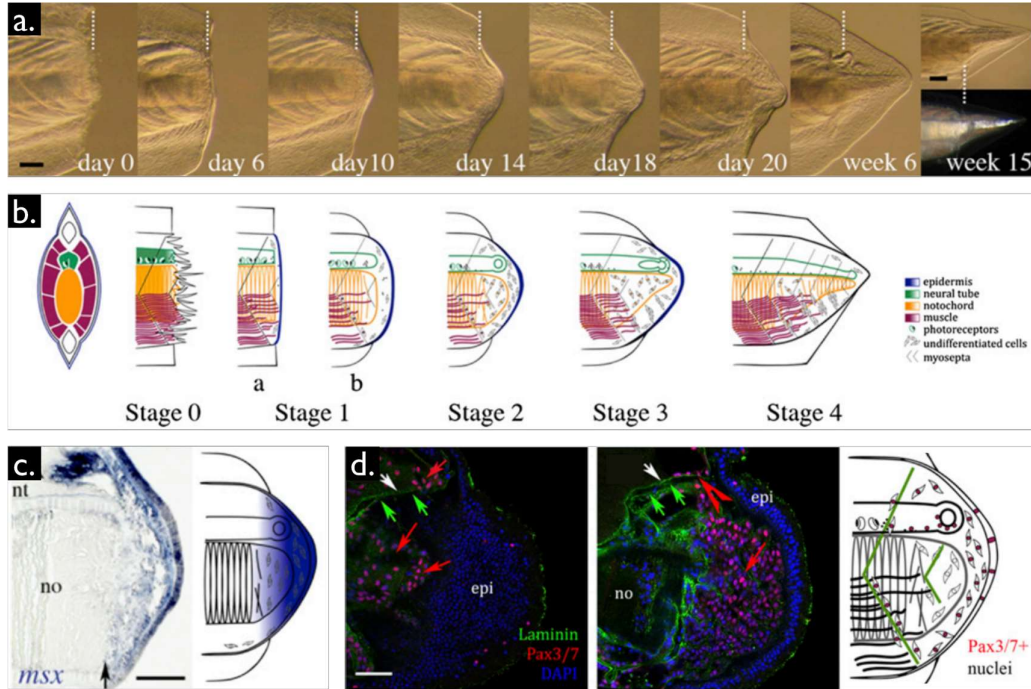 a.
day 0
day 6
day10
day 14
day18
day 20
week 6
week 15
b.
epidermis
neural tube
notochord
muscle
photoreceptors
undifferentiated cells
myosepta
a
b
Stage 0
Stage 1
Stage 2
Stage 3
Stage 4
c.
nt
no
msx
d.
epi
Laminin
Pax3/7
DAPI
epi
no
Pax3/7+
nuclei